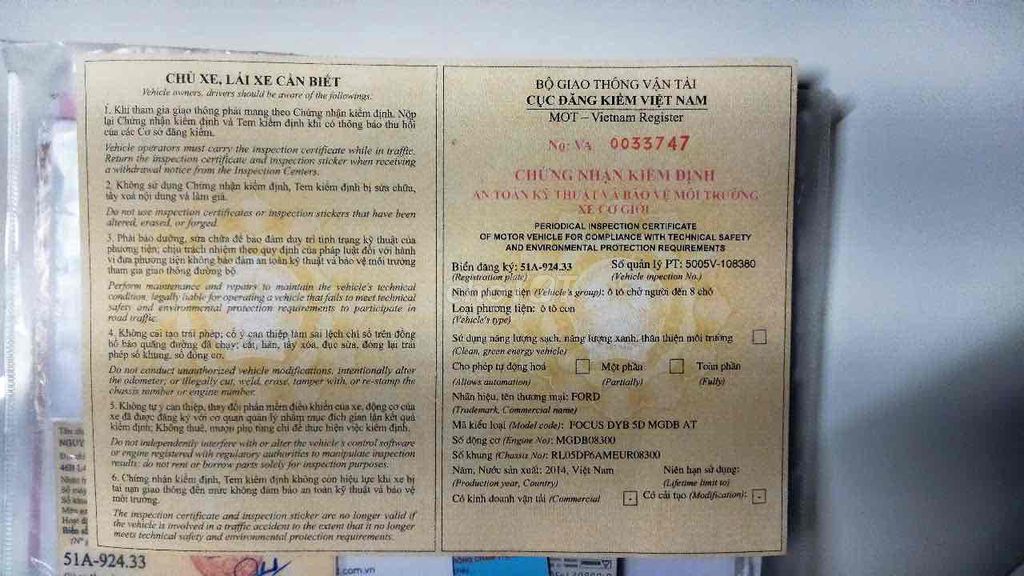 CHỦ XE, LÁI XE CẦN BIẾT
Vehicle owners, drivers should be aware of the followings.
1. Khi tham gia giao thông phải mang theo Chứng nhận kiểm định. Nộp
lại Chứng nhận kiểm định và Tem kiểm định khi có thông báo thu hồi
của các Cơ sở đăng kiểm.
Vehicle operators must carry the inspection certificate while in traffic.
Return the inspection certificate and inspection sticker when receiving
a withdrawal notice from the Inspection Centers.
2. Không sử dụng Chứng nhận kiểm định, Tem kiểm định bị sửa chữa,
tẩy xoá nội dung và làm giả.
Do not use inspection certificates or inspection stickers that have been
altered, erased, or forged.
3. Phải bảo dưỡng, sửa chữa để bảo đảm duy trì tình trạng kỹ thuật của
phương tiện; chịu trách nhiệm theo quy định của pháp luật đối với hành
vi đưa phương tiện không bảo đảm an toàn kỹ thuật và bảo vệ môi trường
tham gia giao thông đường bộ.
Perform maintenance and repairs to maintain the vehicle's technical
condition, legally liable for operating a vehicle that fails to meet technical
safety and environmental protection requirements to participate in
road traffic.
4. Không cải tạo trái phép; cố ý can thiệp làm sai lệch chỉ số trên đồng
hồ báo quãng đường đã chạy; cắt, hàn, tẩy xóa, đục sửa, đóng lại trái
phép số khung, số động cơ.
Do not conduct unauthorized vehicle modifications, intentionally alter
the odometer; or illegally cut, weld, erase, tamper with, or re-stamp the
chassis number or engine number.
5. Không tự ý can thiệp, thay đổi phần mềm điều khiển của xe, động cơ của
xe đã được đăng ký với cơ quan quản lý nhằm mục đích gian lận kết quả
kiểm định; Không thuê, mượn phụ tùng chỉ để thực hiện việc kiểm định.
Do not independently interfere with or alter the vehicle's control software
or engine registered with regulatory authorities to manipulate inspection
results; do not rent or borrow parts solely for inspection purposes.
6. Chứng nhận kiểm định, Tem kiểm định không còn hiệu lực khi xe bị
tai nạn giao thông đến mức không đảm bảo an toàn kỹ thuật và bảo vệ
môi trường.
The inspection certificate and inspection sticker are no longer valid if
the vehicle is involved in a traffic accident to the extent that it no longer
meets technical safety and environmental protection requirements.
BỘ GIAO THÔNG VẬN TẢI
CỤC ĐĂNG KIỂM VIỆT NAM
MOT – Vietnam Register
No: VA 0033747
CHỨNG NHẬN KIỂM ĐỊNH
AN TOÀN KỸ THUẬT VÀ BẢO VỆ MÔI TRƯỜNG
XE CƠ GIỚI
PERIODICAL INSPECTION CERTIFICATE
OF MOTOR VEHICLE FOR COMPLIANCE WITH TECHNICAL SAFETY
AND ENVIRONMENTAL PROTECTION REQUIREMENTS
Biển đăng ký: 51A-924.33 Số quản lý PT: 5005V-108380
(Registration plate) (Vehicle inpection No.)
Nhóm phương tiện (Vehicle's group): ô tô chở người đến 8 chỗ
Loại phương tiện: ô tô con
(Vehicle's type)
Sử dụng năng lượng sạch, năng lượng xanh, thân thiện môi trường
(Clean, green energy vehicle)
Cho phép tự động hoá Một phần Toàn phần
(Allows automation) (Partially) (Fully)
Nhãn hiệu, tên thương mại: FORD
(Trademark, Commercial name)
Mã kiểu loại (Model code): FOCUS DYB 5D MGDB AT
Số động cơ (Engine No): MGDB08300
Số khung (Chassis No): RL05DP6AMEUR08300
Năm, Nước sản xuất: 2014, Việt Nam Niên hạn sử dụng:
(Production year, Country) (Lifetime limit to)
Có kinh doanh vận tải (Commercial - Có cải tạo (Modification): -
51A-924.33
.com.vn